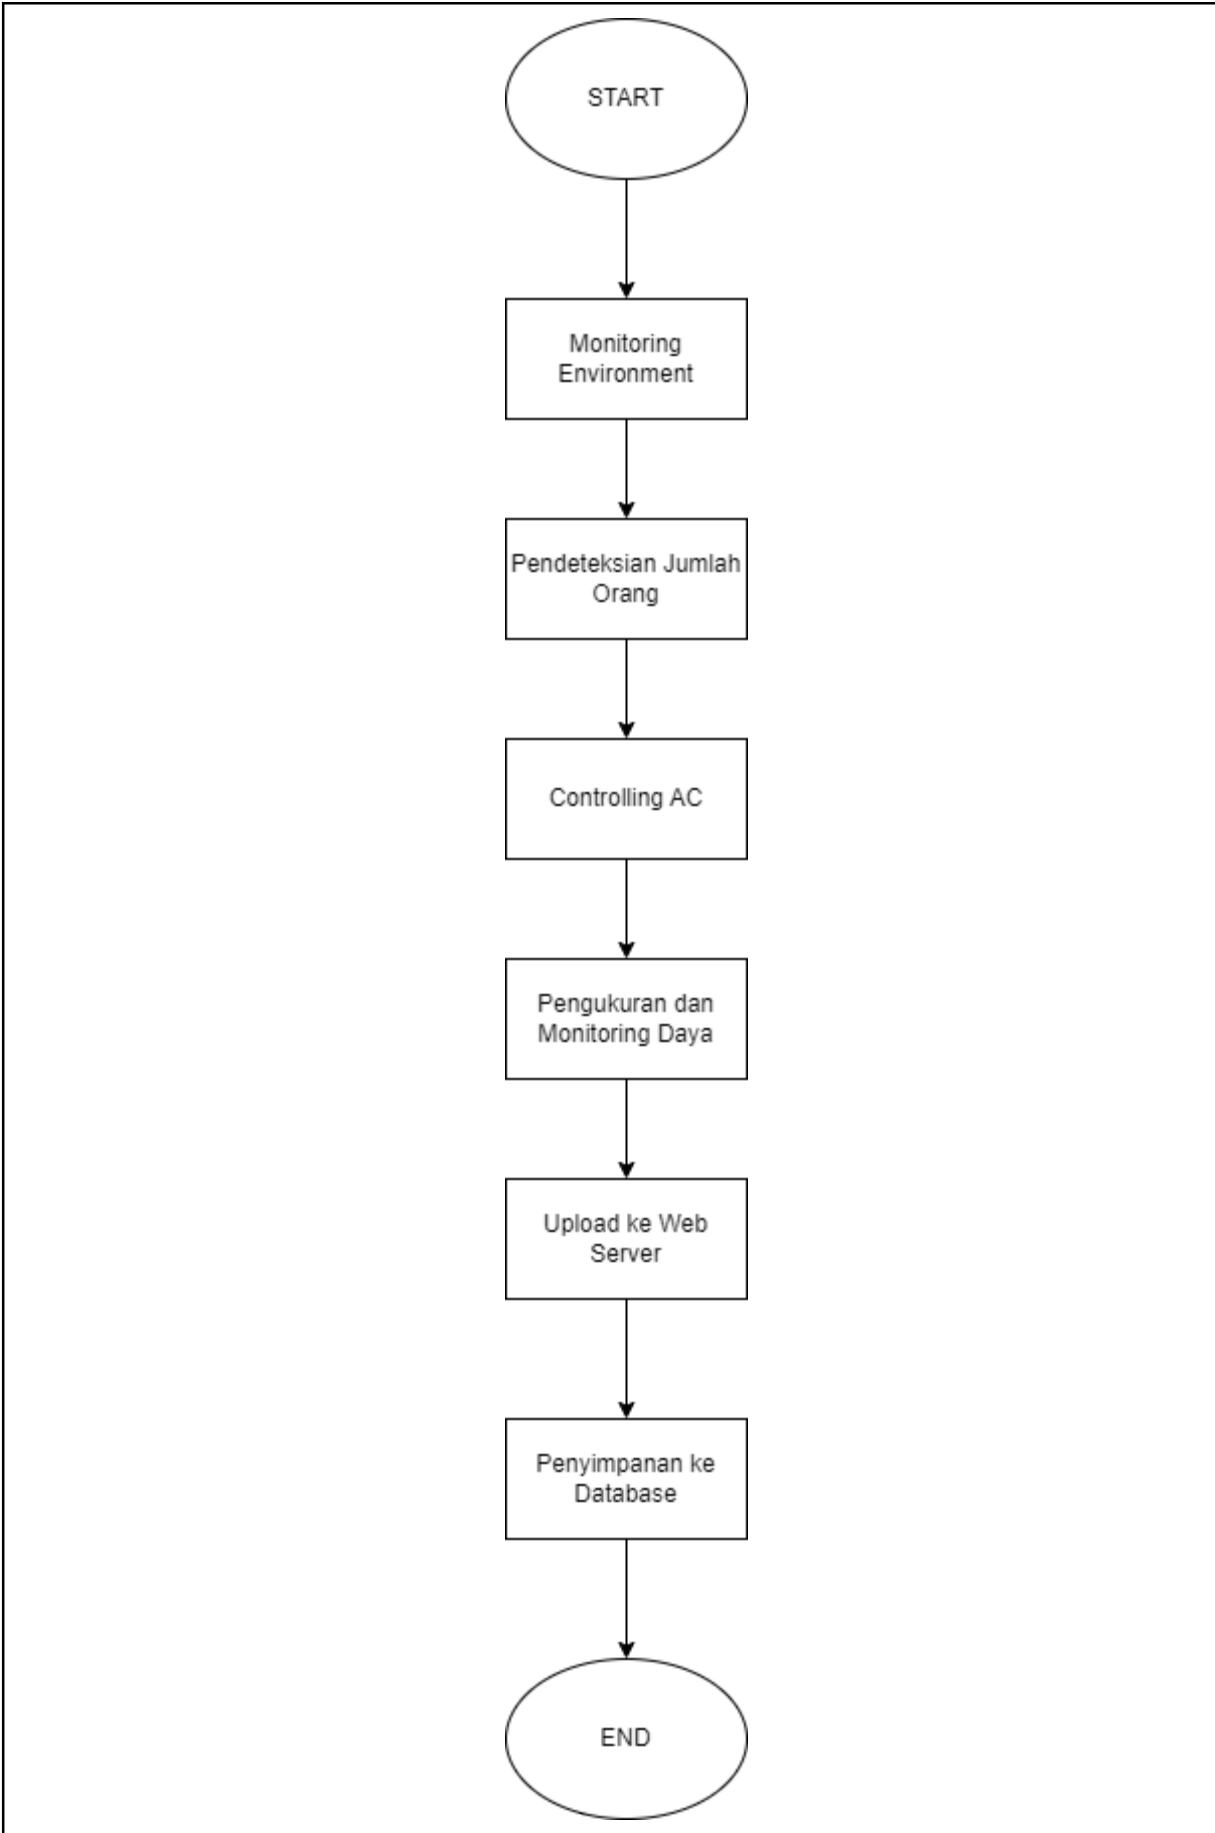 START
Monitoring
Environment
Pendeteksian Jumlah
Orang
Controlling AC
Pengukuran dan
Monitoring Daya
Upload ke Web
Server
Penyimpanan ke
Database
END